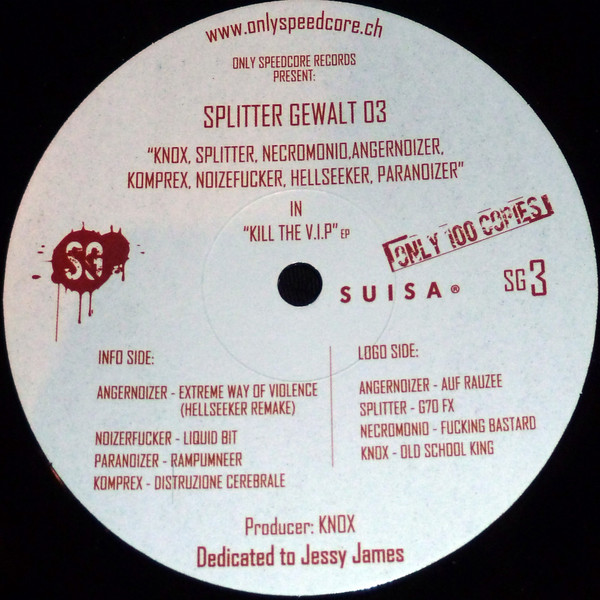 www.onlyspeedcore.ch
ONLY SPEEDCORE RECORDS
PRESENT:
SPLITTER GEWALT 03
"KNOX, SPLITTER, NECROMONIO,ANGERNOIZER,
KOMPREX, NOIZEFUCKER, HELLSEEKER, PARANOIZER"
IN
"KILL THE V.I.P" EP
ONLY 100 COPIES!
SG
SUISA®
SG 3
INFO SIDE:
ANGERNOIZER - EXTREME WAY OF VIOLENCE
(HELLSEEKER REMAKE)
NOIZERFUCKER - LIQUID BIT
PARANOIZER - RAMPUMNEER
KOMPREX - DISTRUZIONE CEREBRALE
LOGO SIDE:
ANGERNOIZER - AUF RAUZEE
SPLITTER - G70 FX
NECROMONIO - FUCKING BASTARD
KNOX - OLD SCHOOL KING
Producer: KNOX
Dedicated to Jessy James